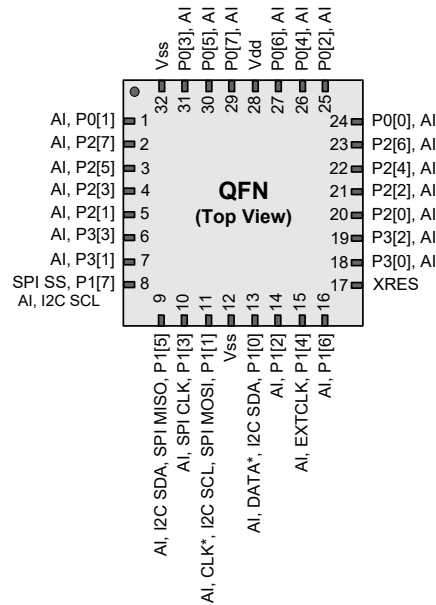 Vss
P0[3], AI
P0[5], AI
P0[7], AI
Vdd
P0[6], AI
P0[4], AI
P0[2], AI
32
31
30
29
28
27
26
25
AI, P0[1]
1
AI, P2[7]
2
AI, P2[5]
3
AI, P2[3]
4
AI, P2[1]
5
AI, P3[3]
6
AI, P3[1]
7
SPI SS, P1[7]
AI, I2C SCL
8
QFN
(Top View)
24
P0[0], AI
23
P2[6], AI
22
P2[4], AI
21
P2[2], AI
20
P2[0], AI
19
P3[2], AI
18
P3[0], AI
17
XRES
9
10
11
12
13
14
15
16
AI, I2C SDA, SPI MISO, P1[5]
AI, SPI CLK, P1[3]
AI, CLK*, I2C SCL, SPI MOSI, P1[1]
Vss
AI, DATA*, I2C SDA, P1[0]
AI, P1[2]
AI, EXTCLK, P1[4]
AI, P1[6]